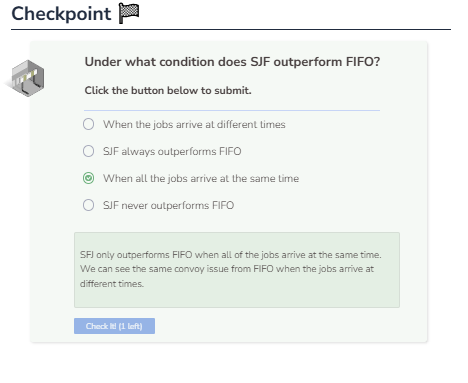 Checkpoint
Under what condition does SJF outperform FIFO?
Click the button below to submit.
When the jobs arrive at different times
SJF always outperforms FIFO
When all the jobs arrive at the same time
SJF never outperforms FIFO
SFJ only outperforms FIFO when all of the jobs arrive at the same time.
We can see the same convoy issue from FIFO when the jobs arrive at
different times.
Check It! (1 left)